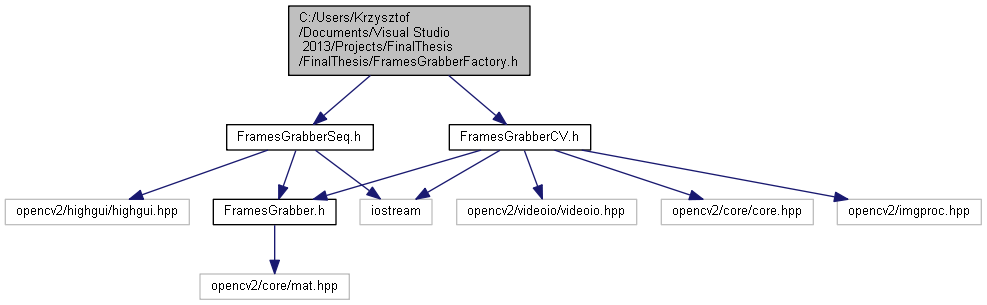 C:/Users/Krzysztof
/Documents/Visual Studio
2013/Projects/FinalThesis
/FinalThesis/FramesGrabberFactory.h
FramesGrabberSeq.h
FramesGrabberCV.h
opencv2/highgui/highgui.hpp
FramesGrabber.h
iostream
opencv2/videoio/videoio.hpp
opencv2/core/core.hpp
opencv2/imgproc.hpp
opencv2/core/mat.hpp